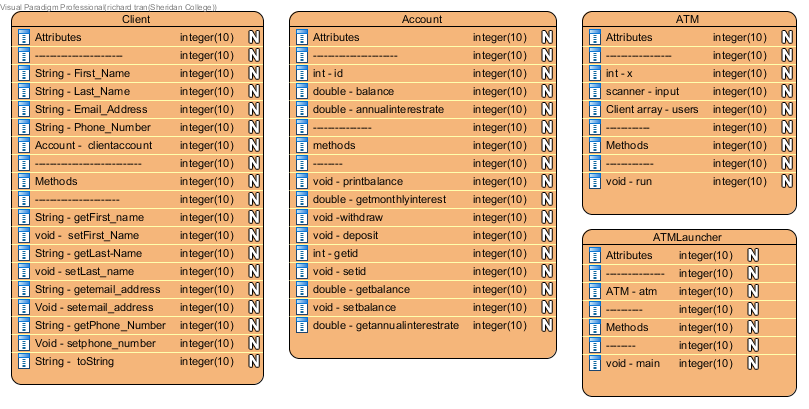 Visual Paradigm Professional(richard tran(Sheridan College))
Client
Attributes integer(10) N
----------------------- integer(10) N
String - First_Name integer(10) N
String - Last_Name integer(10) N
String - Email_Address integer(10) N
String - Phone_Number integer(10) N
Account - clientaccount integer(10) N
---------------------------- integer(10) N
Methods integer(10) N
---------------------- integer(10) N
String - getFirst_name integer(10) N
void - setFirst_Name integer(10) N
String - getLast-Name integer(10) N
void - setLast_name integer(10) N
String - getemail_address integer(10) N
Void - setemail_address integer(10) N
String - getPhone_Number integer(10) N
Void - setphone_number integer(10) N
String - toString integer(10) N
Account
Attributes integer(10) N
---------------------- integer(10) N
int - id integer(10) N
double - balance integer(10) N
double - annualinterestrate integer(10) N
--------------- integer(10) N
methods integer(10) N
-------- integer(10) N
void - printbalance integer(10) N
double - getmonthlyinterest integer(10) N
void -withdraw integer(10) N
void - deposit integer(10) N
int - getid integer(10) N
void - setid integer(10) N
double - getbalance integer(10) N
void - setbalance integer(10) N
double - getannualinterestrate integer(10) N
ATM
Attributes integer(10) N
----------------- integer(10) N
int - x integer(10) N
scanner - input integer(10) N
Client array - users integer(10) N
----------- integer(10) N
Methods integer(10) N
------------ integer(10) N
void - run integer(10) N
ATMLauncher
Attributes integer(10) N
--------------- integer(10) N
ATM - atm integer(10) N
--------- integer(10) N
Methods integer(10) N
-------- integer(10) N
void - main integer(10) N